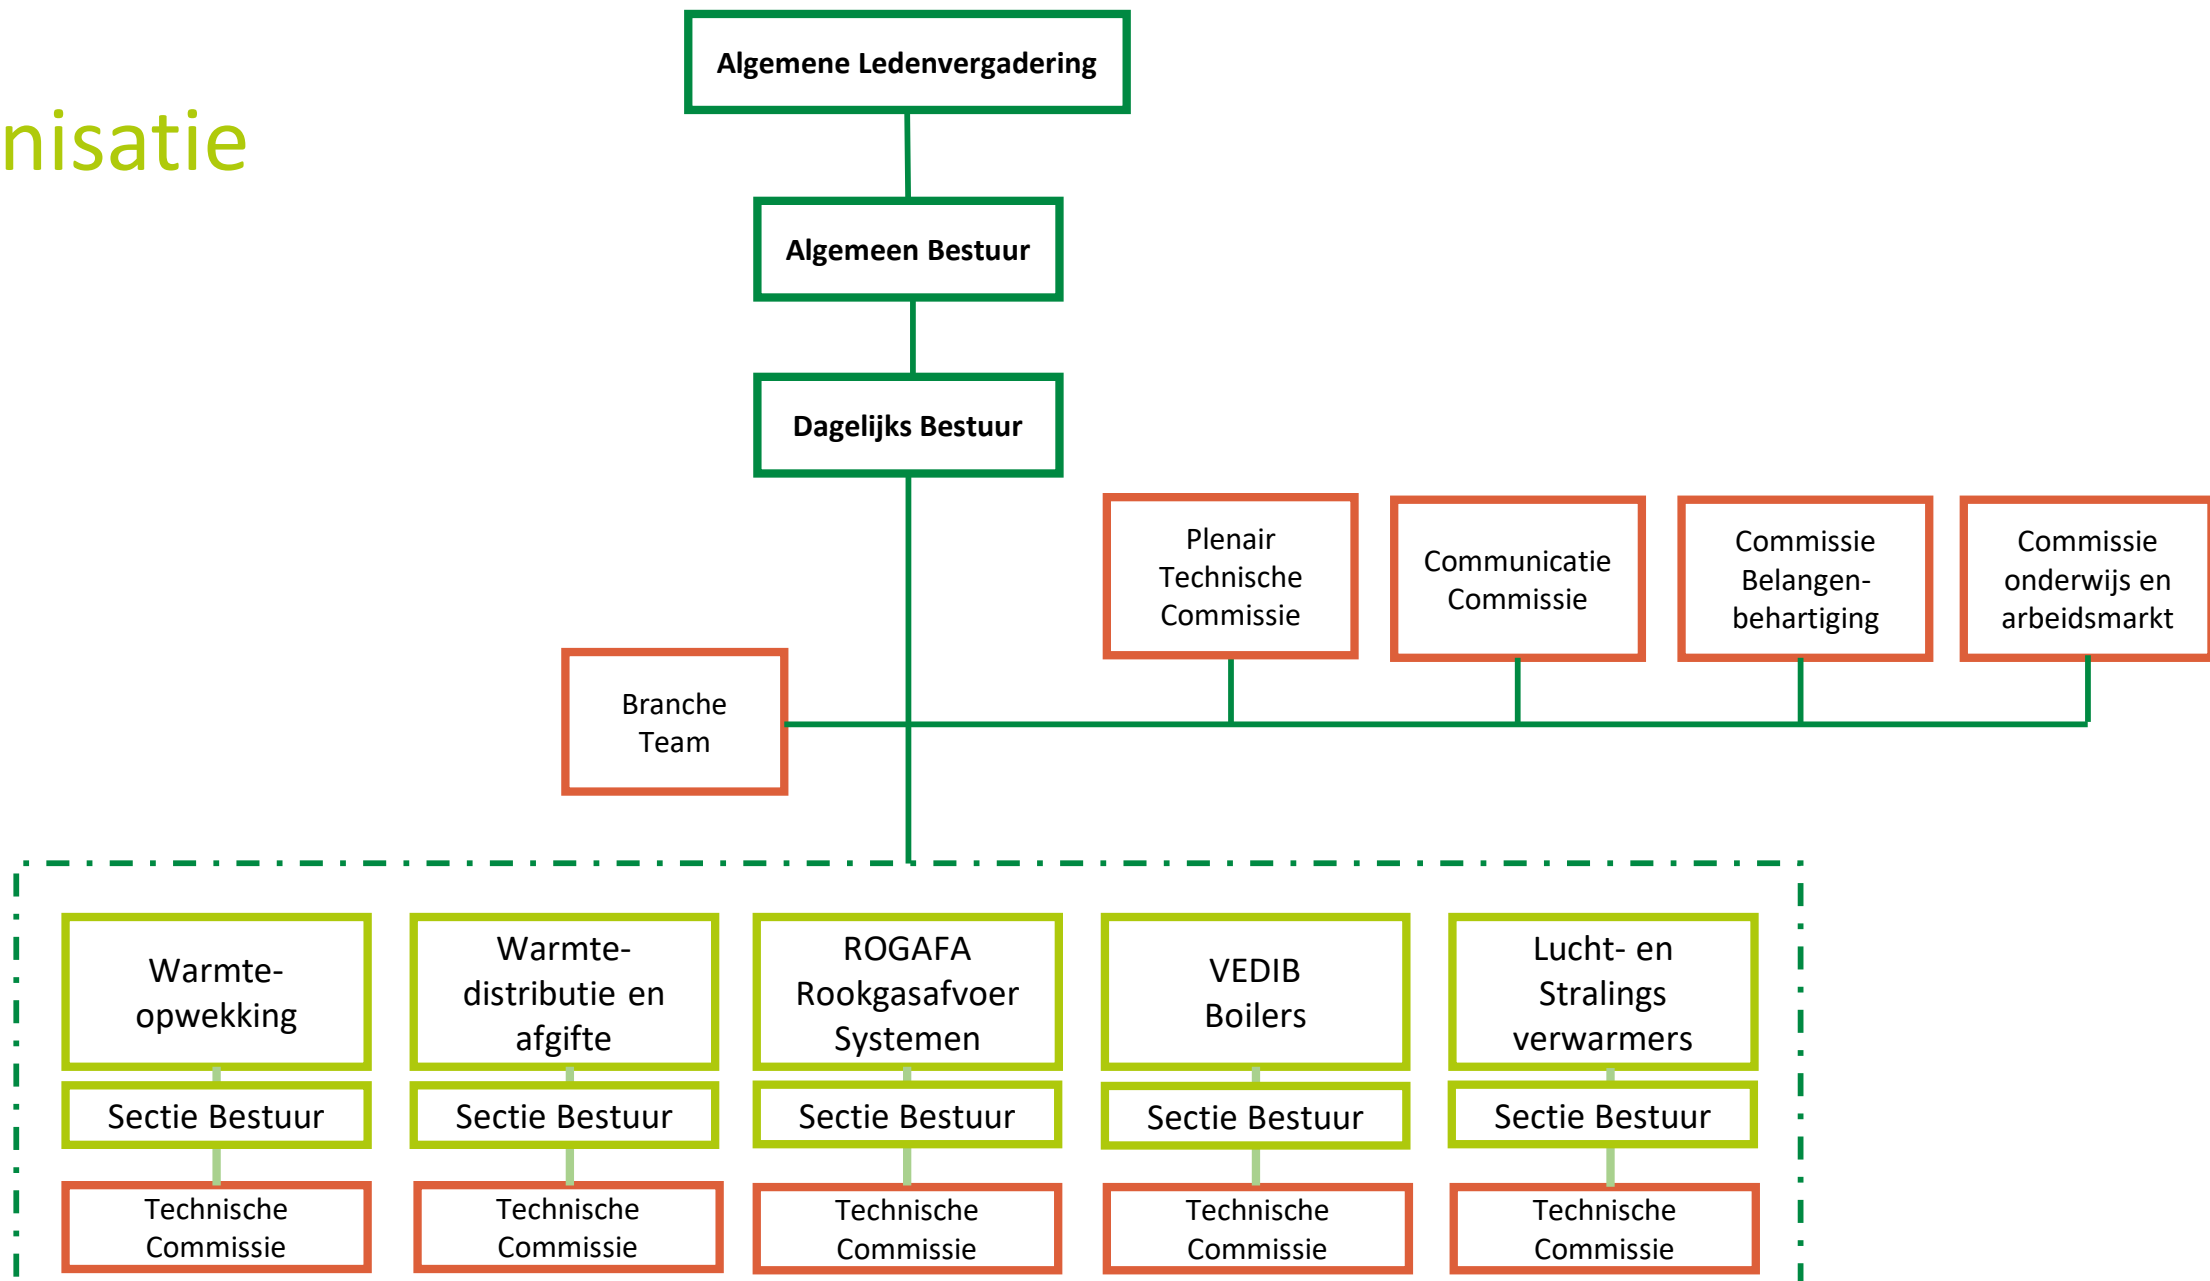 Algemene Ledenvergadering
nisatie
Algemeen Bestuur
Dagelijks Bestuur
Plenair
Technische
Commissie
Communicatie
Commissie
Commissie
Belangen-
behartiging
Commissie
onderwijs en
arbeidsmarkt
Branche
Team
Warmte-
opwekking
Warmte-
distributie en
afgifte
ROGAFA
Rookgasafvoer
Systemen
VEDIB
Boilers
Lucht- en
Stralings
verwarmers
Sectie Bestuur
Sectie Bestuur
Sectie Bestuur
Sectie Bestuur
Sectie Bestuur
Technische
Commissie
Technische
Commissie
Technische
Commissie
Technische
Commissie
Technische
Commissie